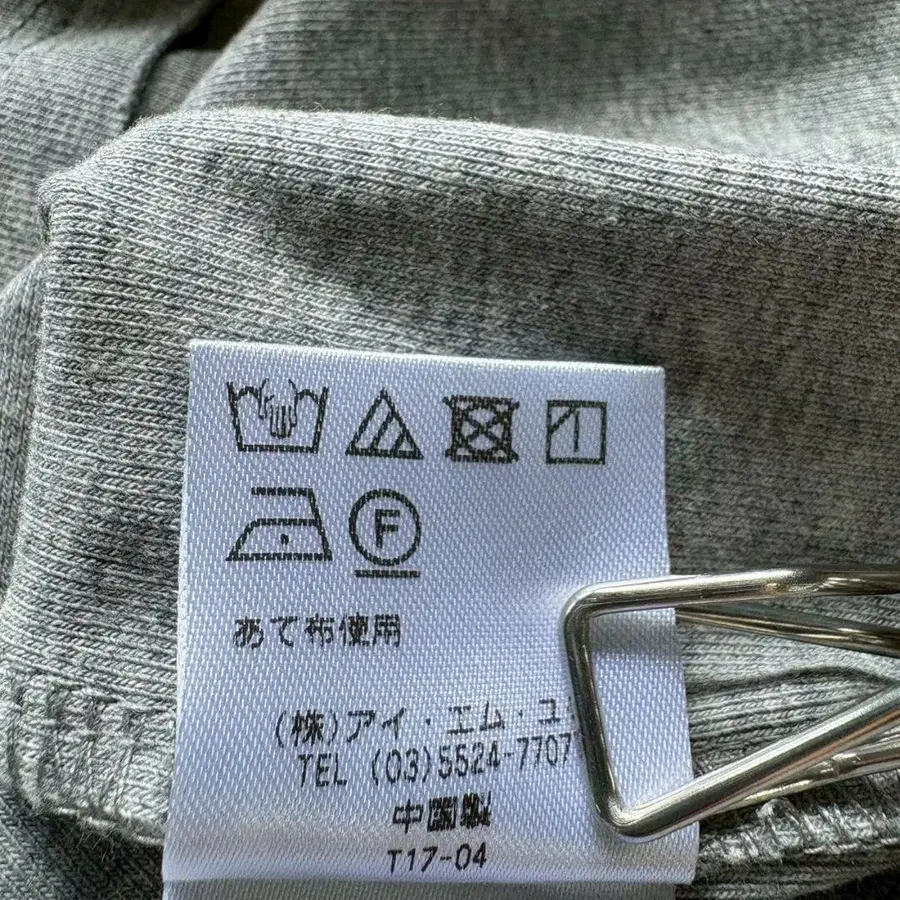 F
あて布使用
(株)アイ・エム・ユ
TEL (03)5524-7707
中国製
T17-04